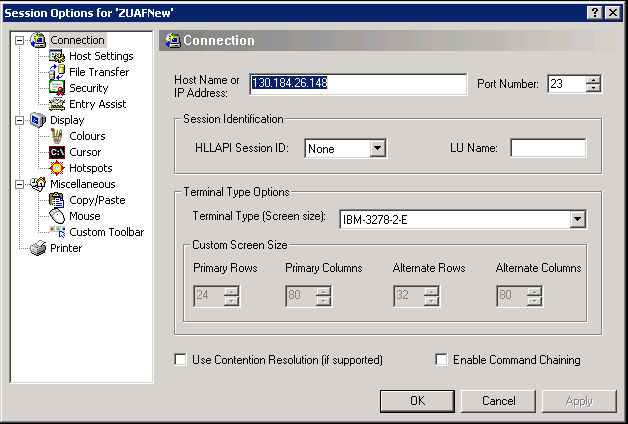 Session Options for 'ZUAFNew'
Connection
Host Settings
File Transfer
Security
Entry Assist
Display
Colours
C:\
Cursor
Hotspots
Miscellaneous
Copy/Paste
Mouse
Custom Toolbar
Printer
Connection
Host Name or
IP Address:
130.184.26.148
Port Number: 23
Session Identification
HLLAPI Session ID: None
LU Name:
Terminal Type Options
Terminal Type (Screen size): IBM-3278-2-E
Custom Screen Size
Primary Rows Primary Columns Alternate Rows Alternate Columns
24 80 32 80
Use Contention Resolution (if supported) Enable Command Chaining
OK Cancel Apply